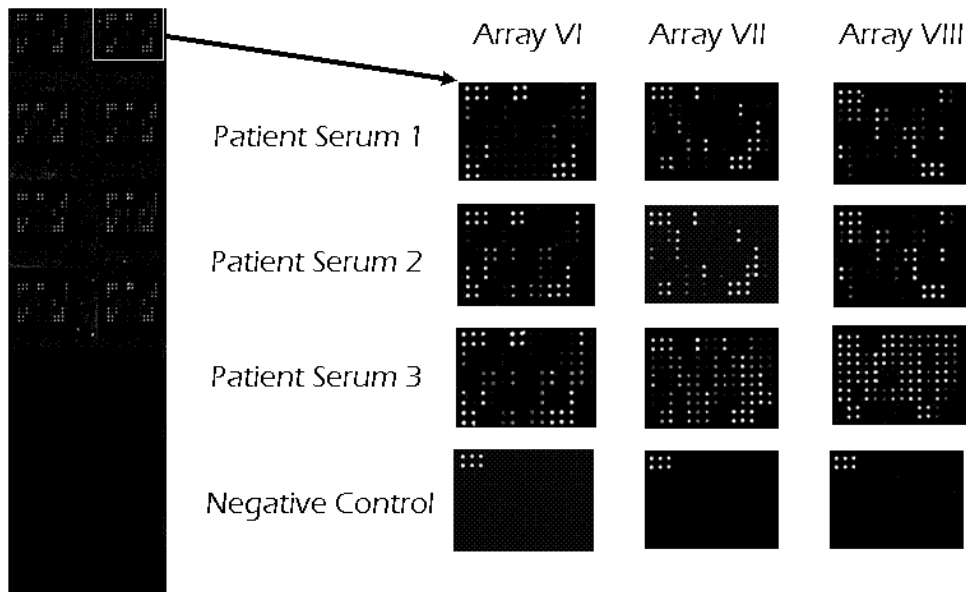 Array VI Array VII Array VIII
Patient Serum 1
Patient Serum 2
Patient Serum 3
Negative Control